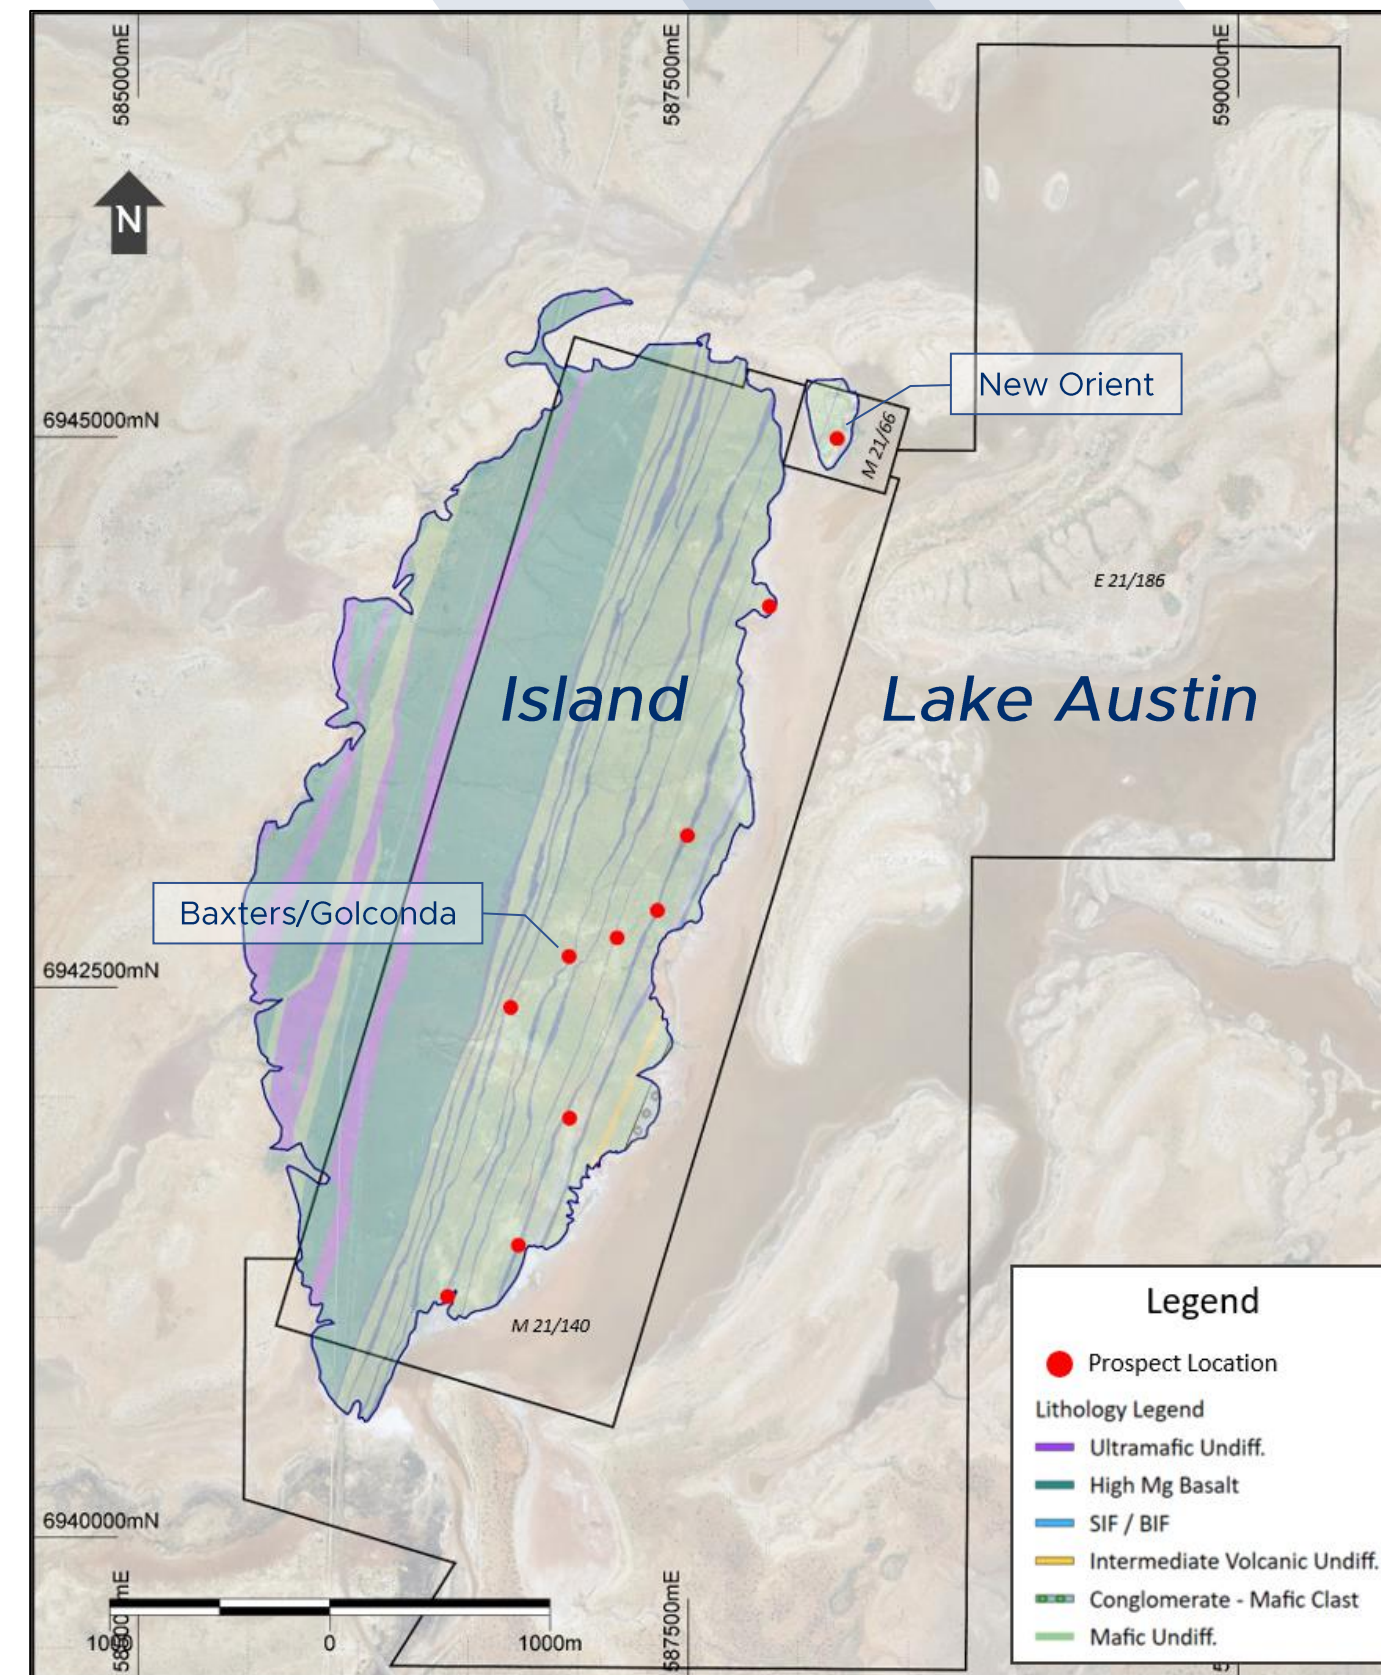 585000mE
587500mE
590000mE
N
New Orient
6945000mN
M 21/66
E 21/186
Island
Lake Austin
Baxters/Golconda
6942500mN
Legend
Prospect Location
M 21/140
Lithology Legend
Ultramafic Undiff.
High Mg Basalt
6940000mN
SIF / BIF
Intermediate Volcanic Undiff.
Conglomerate - Mafic Clast
Mafic Undiff.
1000
0
1000m
587500mE